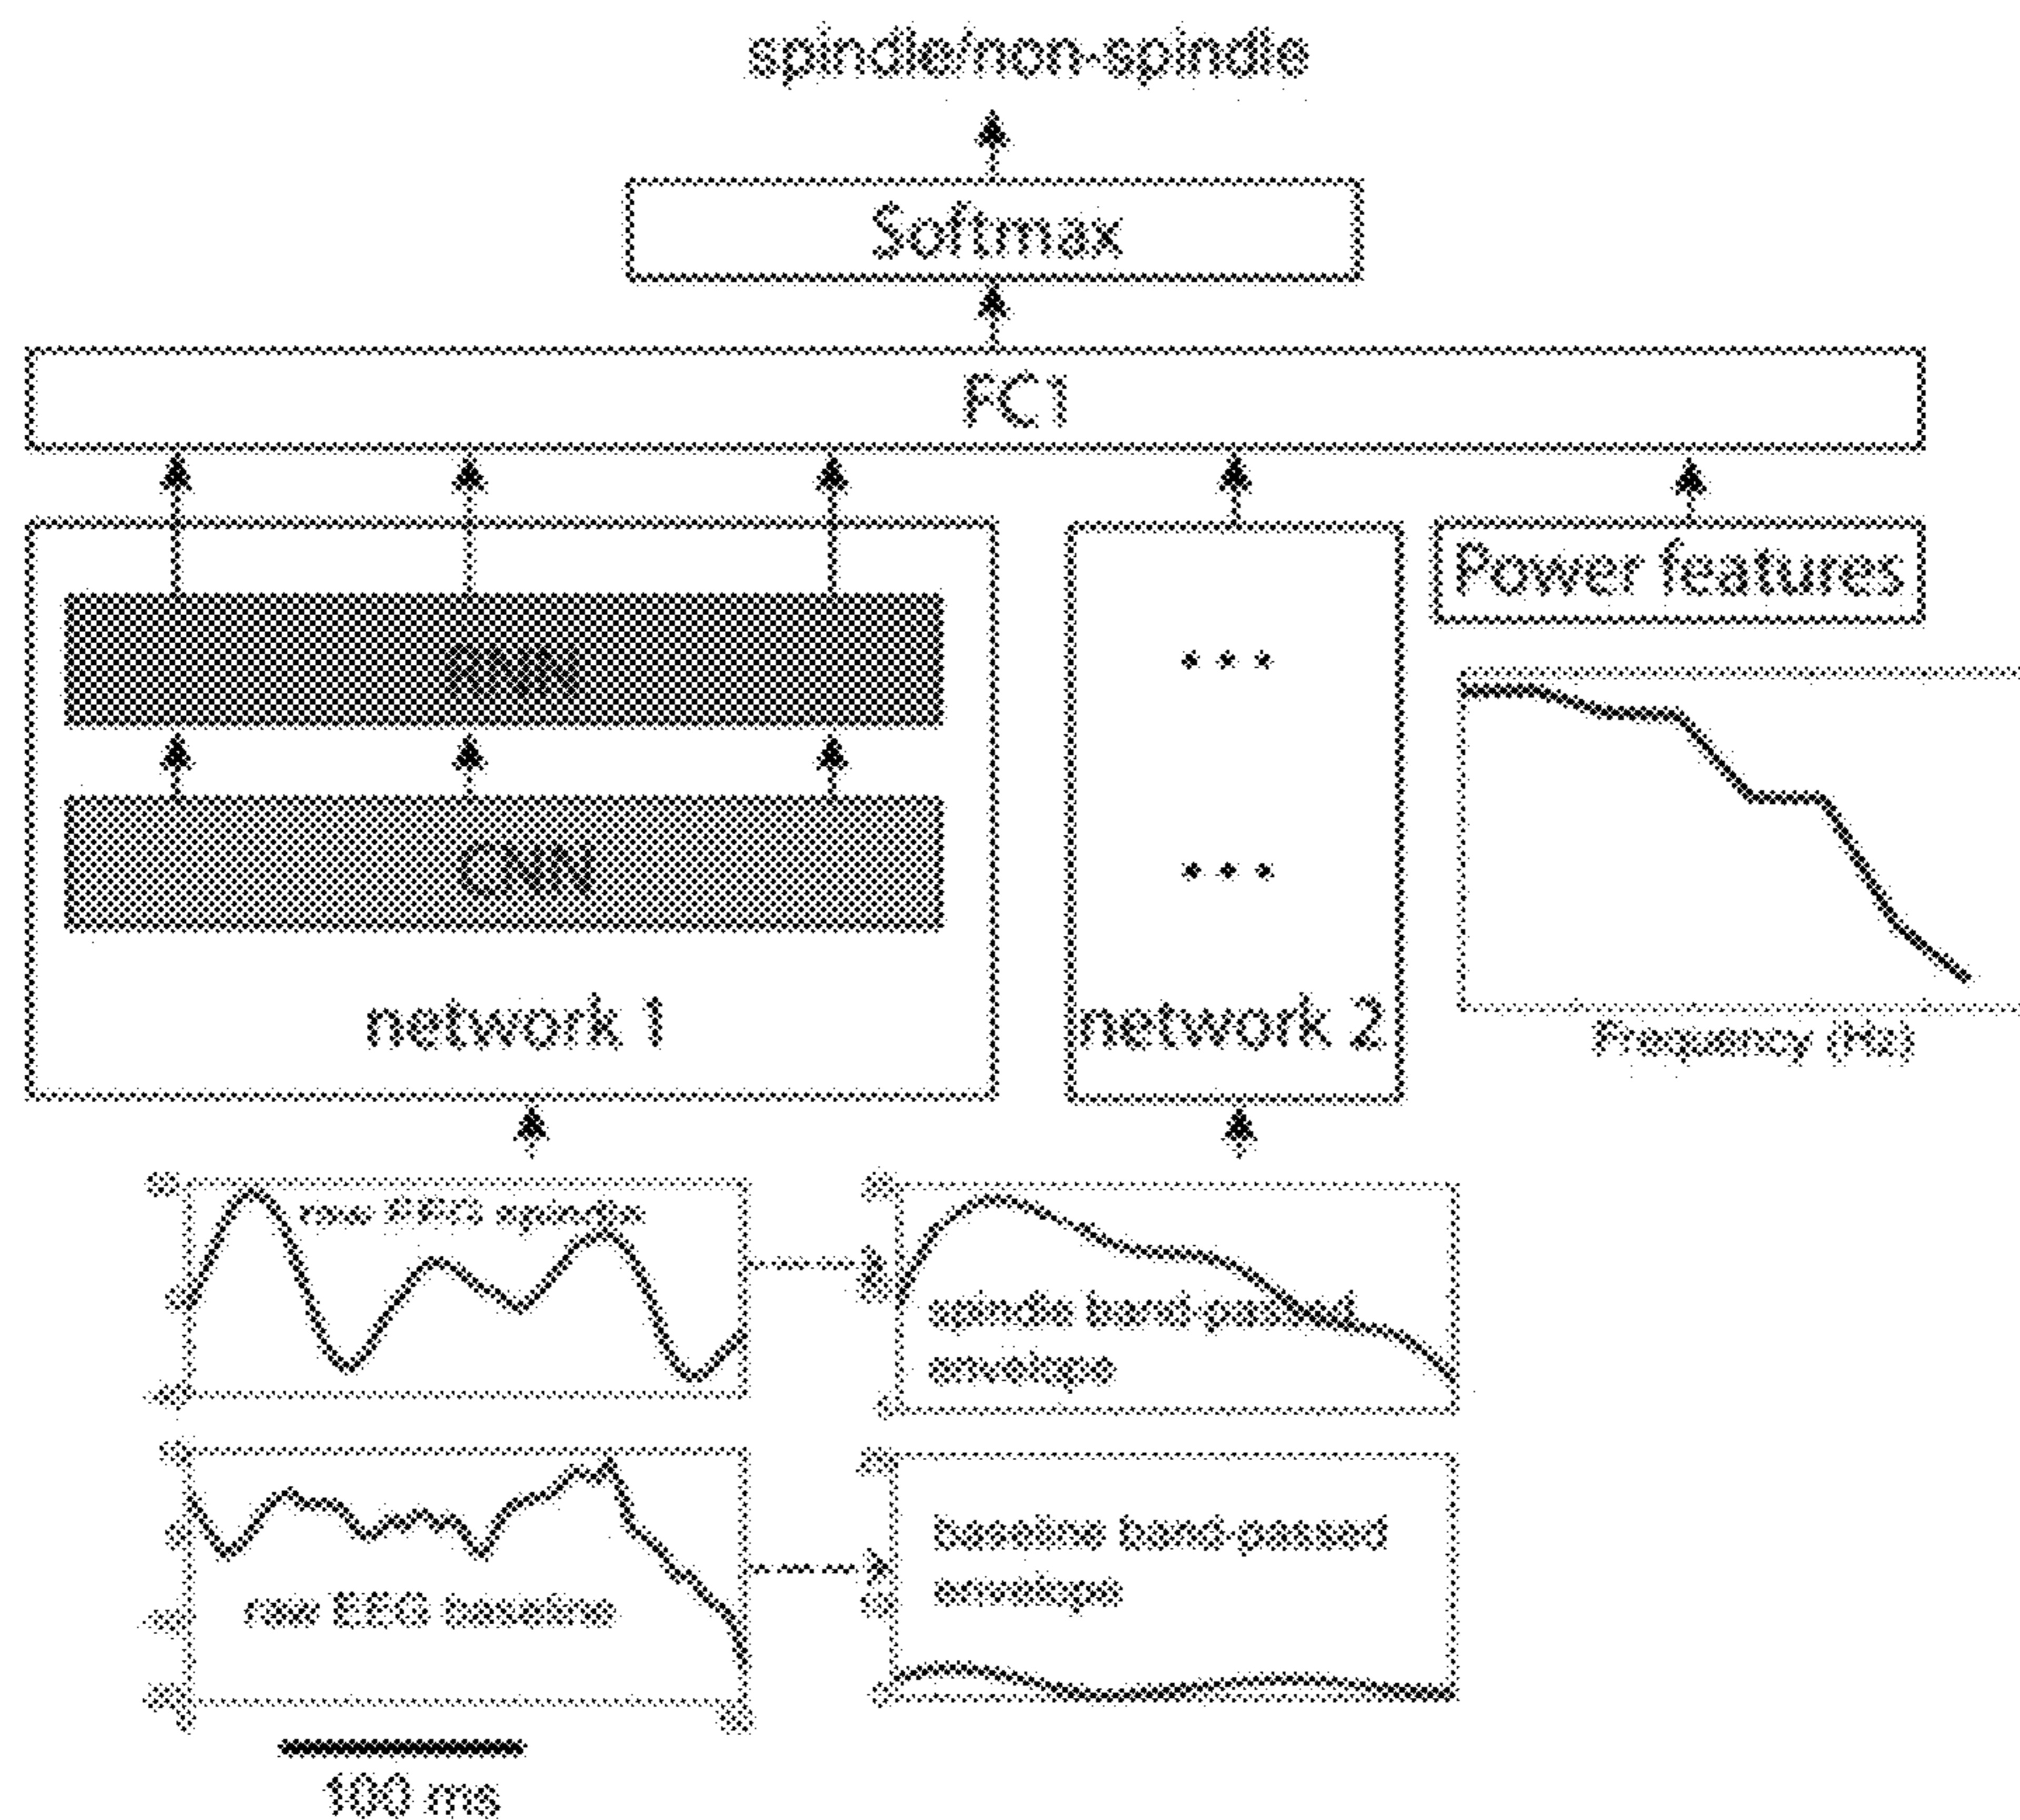 spindle/non-spindle
Softmax
FC1
Power features
RNN
CNN
network 1
network 2
Frequency (Hz)
raw EEG spindle
spindle band-passed
envelope
baseline band-passed
envelope
raw EEG baseline
100 ms